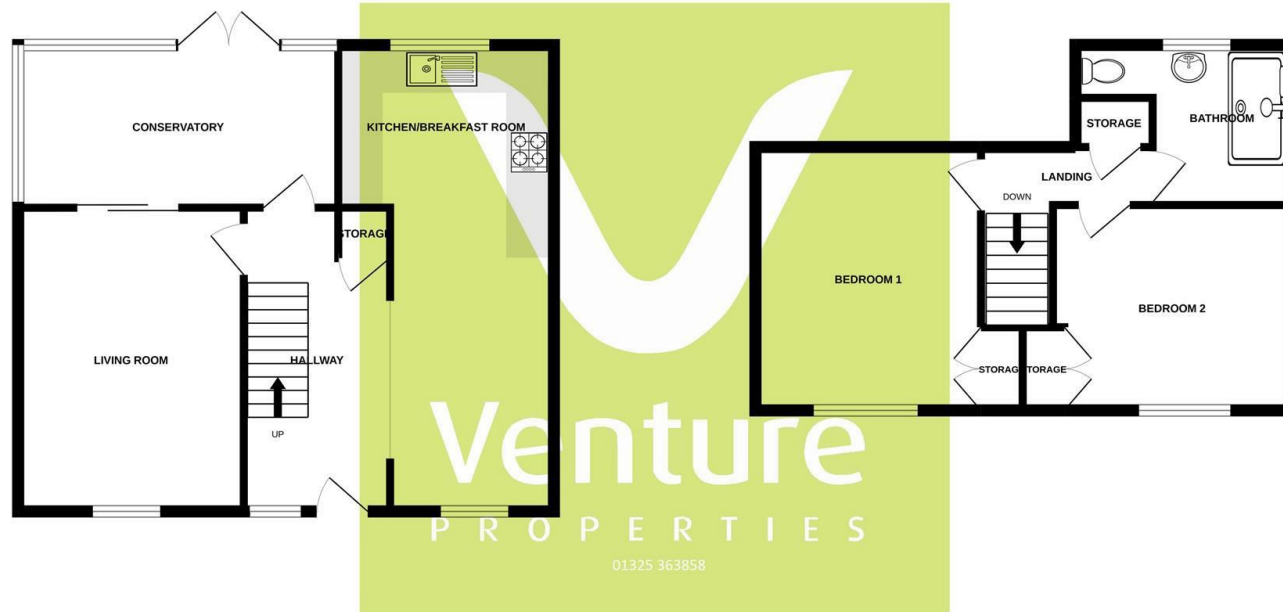 CONSERVATORY
KITCHEN/BREAKFAST ROOM
STORAGE
LIVING ROOM
HALLWAY
UP
STORAGE
BATHROOM
LANDING
DOWN
BEDROOM 1
BEDROOM 2
STORAGE
STORAGE
Venture
PROPERTIES
01325 363858